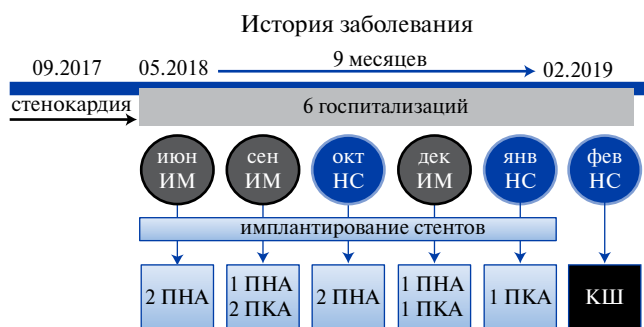 История заболевания
09.2017 05.2018 9 месяцев 02.2019
стенокардия
6 госпитализаций
июн сен окт дек янв фев
ИМ ИМ НС ИМ НС НС
имплантирование стентов
2 ПНА 1 ПНА 2 ПНА 1 ПНА 1 ПКА КШ
2 ПКА 1 ПКА